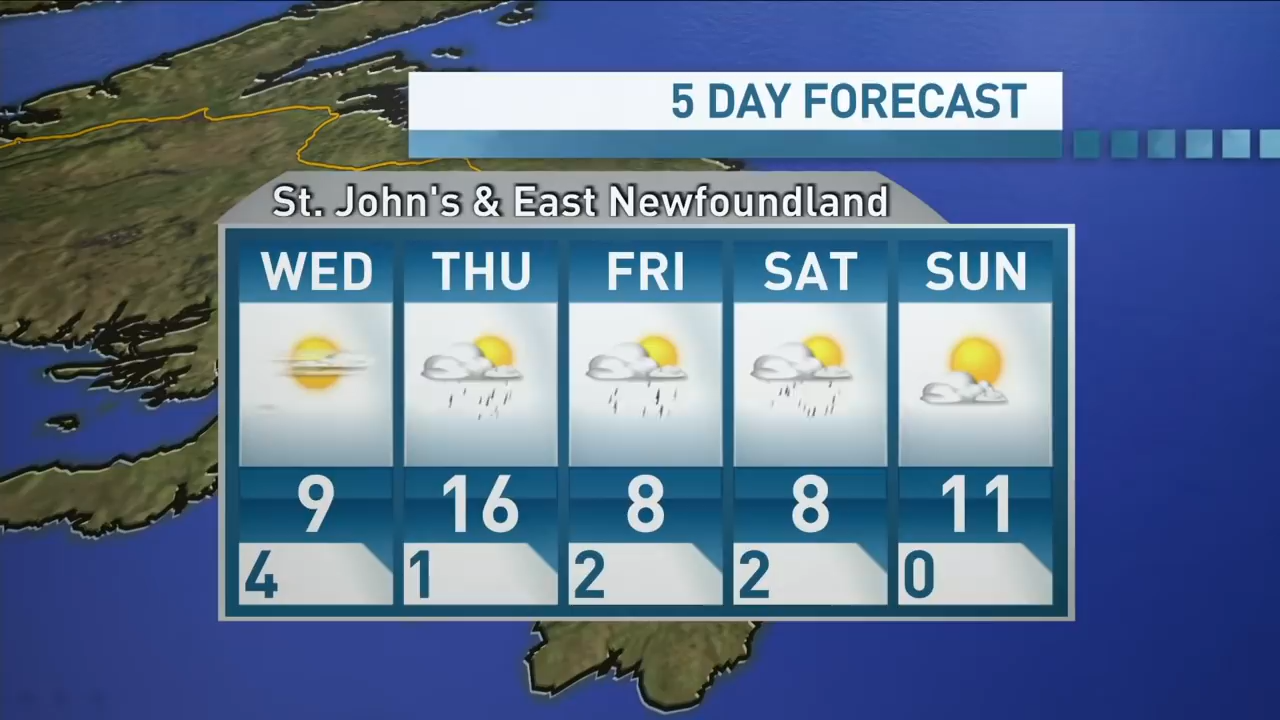 5 DAY FORECAST
St. John's & East Newfoundland
WED THU FRI SAT SUN
9 16 8 8 11
4 1 2 2 0